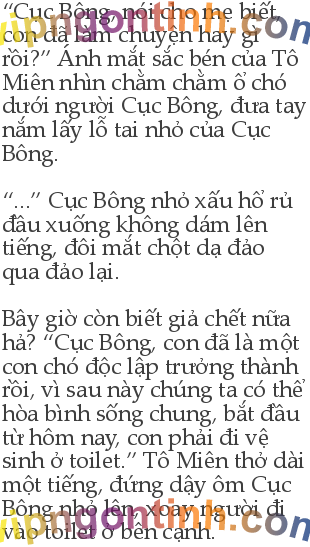 “Cục Bông, nói cho mẹ biết,
con đã làm chuyện hay gì
rồi?” Ánh mắt sắc bén của Tô
Miên nhìn chằm chằm ổ chó
dưới người Cục Bông, đưa tay
nắm lấy lỗ tai nhỏ của Cục
Bông.
“...” Cục Bông nhỏ xấu hổ rủ
đầu xuống không dám lên
tiếng, đôi mắt chột dạ đảo
qua đảo lại.
Bây giờ còn biết giả chết nữa
hả? “Cục Bông, con đã là một
con chó độc lập trưởng thành
rồi, vì sau này chúng ta có thể
hòa bình sống chung, bắt đầu
từ hôm nay, con phải đi vệ
sinh ở toilet.” Tô Miên thở dài
một tiếng, đứng dậy ôm Cục
Bông nhỏ lên, xoay người đi
vào toilet ở bên cạnh.
vipngontinh.com